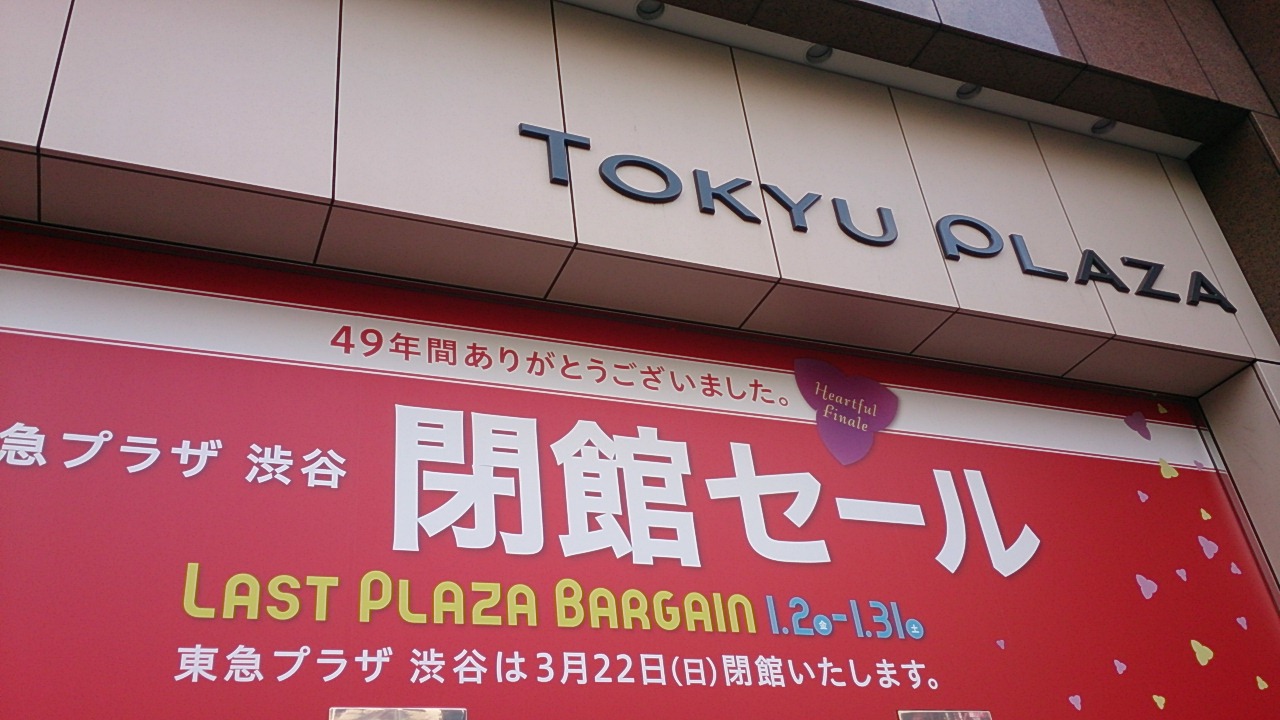 TOKYU PLAZA
49年間ありがとうございました。
Heartful
Finale
急プラザ 渋谷
閉館セール
LAST PLAZA BARGAIN 1.2金-1.31土
東急プラザ 渋谷は3月22日(日)閉館いたします。